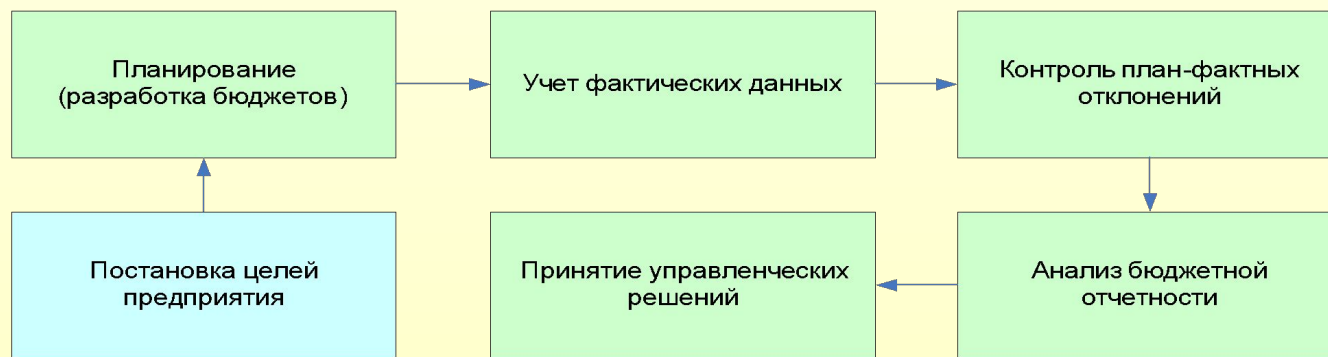 Планирование
(разработка бюджетов)
Учет фактических данных
Контроль план-фактных
отклонений
Постановка целей
предприятия
Принятие управленческих
решений
Анализ бюджетной
отчетности